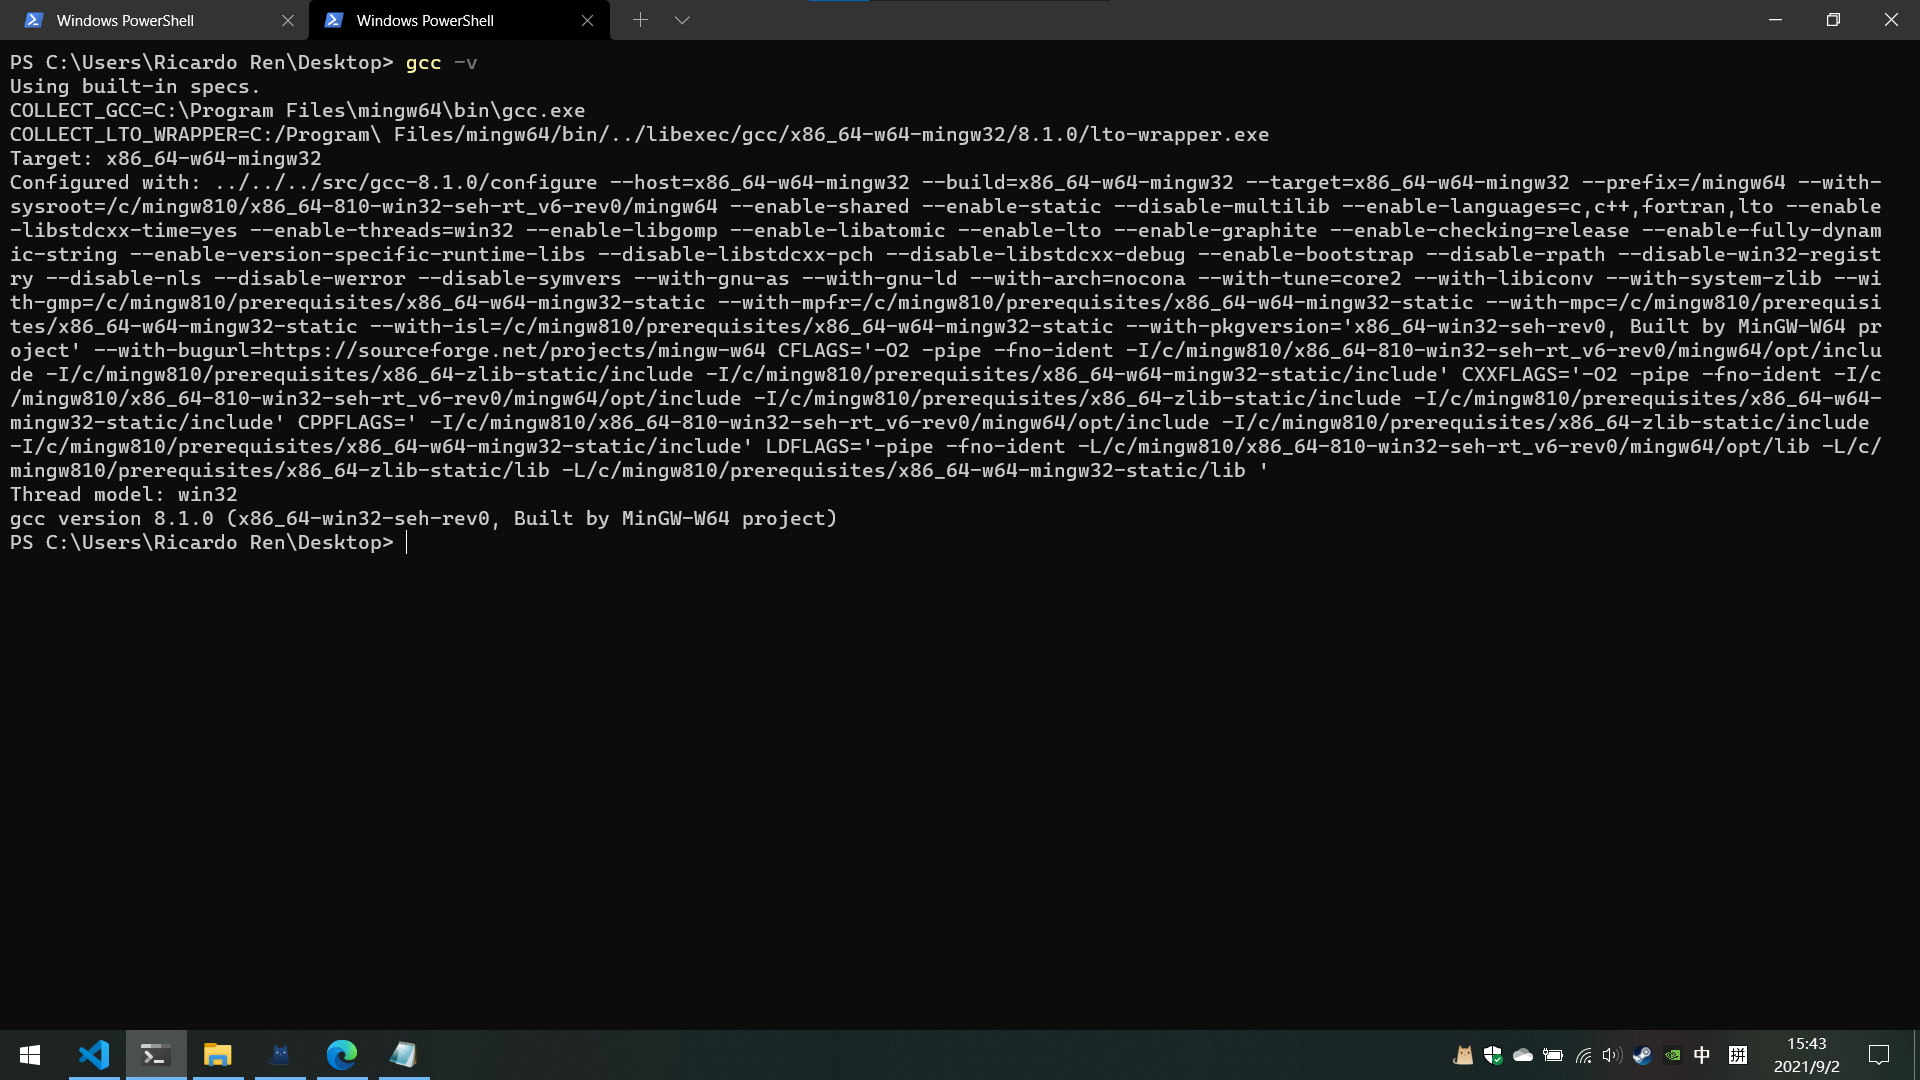 Windows PowerShell
Windows PowerShell
PS C:\Users\Ricardo Ren\Desktop> gcc -v
Using built-in specs.
COLLECT_GCC=C:\Program Files\mingw64\bin\gcc.exe
COLLECT_LTO_WRAPPER=C:/Program\ Files/mingw64/bin/../libexec/gcc/x86_64-w64-mingw32/8.1.0/lto-wrapper.exe
Target: x86_64-w64-mingw32
Configured with: ../../../src/gcc-8.1.0/configure --host=x86_64-w64-mingw32 --build=x86_64-w64-mingw32 --target=x86_64-w64-mingw32 --prefix=/mingw64 --with-
sysroot=/c/mingw810/x86_64-810-win32-seh-rt_v6-rev0/mingw64 --enable-shared --enable-static --disable-multilib --enable-languages=c,c++,fortran,lto --enable
-libstdcxx-time=yes --enable-threads=win32 --enable-libgomp --enable-libatomic --enable-lto --enable-graphite --enable-checking=release --enable-fully-dynam
ic-string --enable-version-specific-runtime-libs --disable-libstdcxx-pch --disable-libstdcxx-debug --enable-bootstrap --disable-rpath --disable-win32-regist
ry --disable-nls --disable-werror --disable-symvers --with-gnu-as --with-gnu-ld --with-arch=nocona --with-tune=core2 --with-libiconv --with-system-zlib --wi
th-gmp=/c/mingw810/prerequisites/x86_64-w64-mingw32-static --with-mpfr=/c/mingw810/prerequisites/x86_64-w64-mingw32-static --with-mpc=/c/mingw810/prerequisi
tes/x86_64-w64-mingw32-static --with-isl=/c/mingw810/prerequisites/x86_64-w64-mingw32-static --with-pkgversion='x86_64-win32-seh-rev0, Built by MinGW-W64 pr
oject' --with-bugurl=https://sourceforge.net/projects/mingw-w64 CFLAGS='-O2 -pipe -fno-ident -I/c/mingw810/x86_64-810-win32-seh-rt_v6-rev0/mingw64/opt/inclu
de -I/c/mingw810/prerequisites/x86_64-zlib-static/include -I/c/mingw810/prerequisites/x86_64-w64-mingw32-static/include' CXXFLAGS='-O2 -pipe -fno-ident -I/c
/mingw810/x86_64-810-win32-seh-rt_v6-rev0/mingw64/opt/include -I/c/mingw810/prerequisites/x86_64-zlib-static/include -I/c/mingw810/prerequisites/x86_64-w64-
mingw32-static/include' CPPFLAGS=' -I/c/mingw810/x86_64-810-win32-seh-rt_v6-rev0/mingw64/opt/include -I/c/mingw810/prerequisites/x86_64-zlib-static/include
-I/c/mingw810/prerequisites/x86_64-w64-mingw32-static/include' LDFLAGS='-pipe -fno-ident -L/c/mingw810/x86_64-810-win32-seh-rt_v6-rev0/mingw64/opt/lib -L/c/
mingw810/prerequisites/x86_64-zlib-static/lib -L/c/mingw810/prerequisites/x86_64-w64-mingw32-static/lib '
Thread model: win32
gcc version 8.1.0 (x86_64-win32-seh-rev0, Built by MinGW-W64 project)
PS C:\Users\Ricardo Ren\Desktop>
中 拼
15:43
2021/9/2